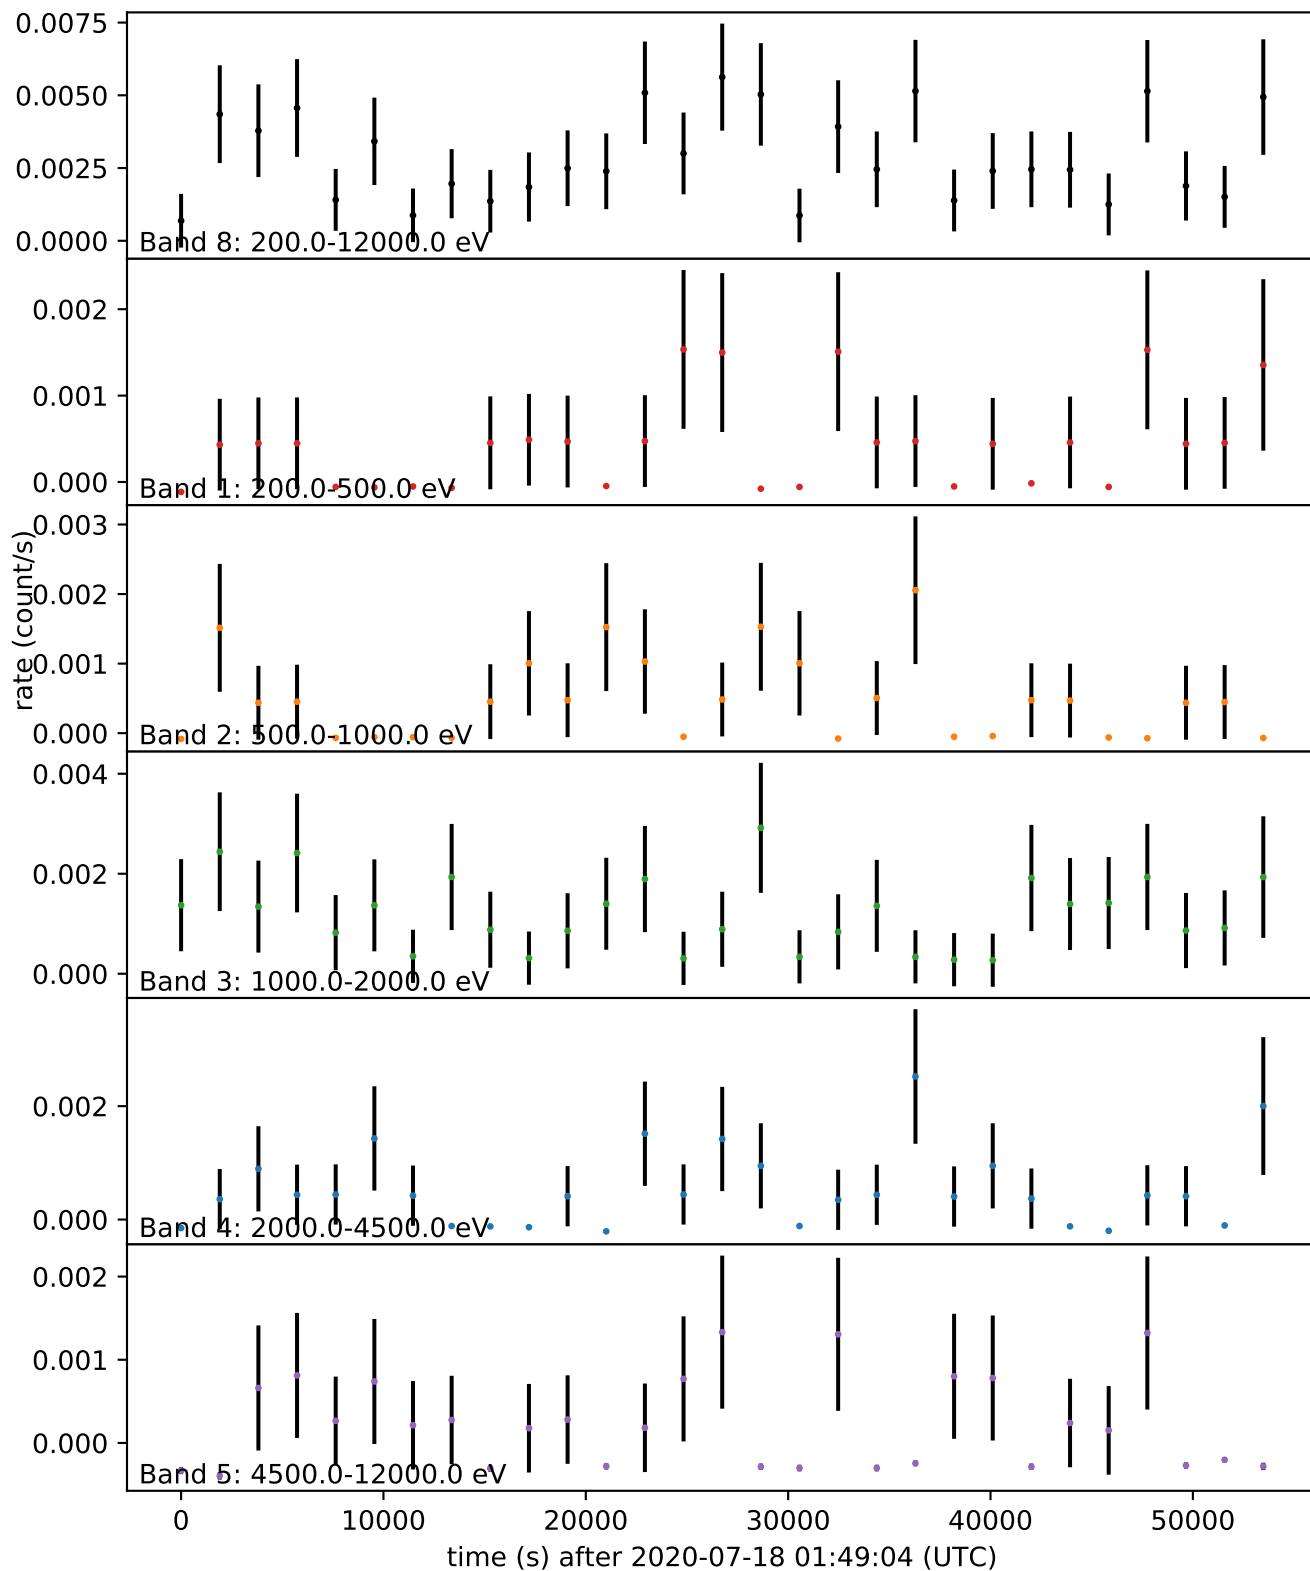 0.0075
0.0050
0.0025
0.0000
Band 8: 200.0-12000.0 eV
0.002
0.001
0.000
Band 1: 200.0-500.0 eV
rate (count/s)
0.003
0.002
0.001
0.000
Band 2: 500.0-1000.0 eV
0.004
0.002
0.000
Band 3: 1000.0-2000.0 eV
0.002
0.000
Band 4: 2000.0-4500.0 eV
0.002
0.001
0.000
Band 5: 4500.0-12000.0 eV
0 10000 20000 30000 40000 50000
time (s) after 2020-07-18 01:49:04 (UTC)